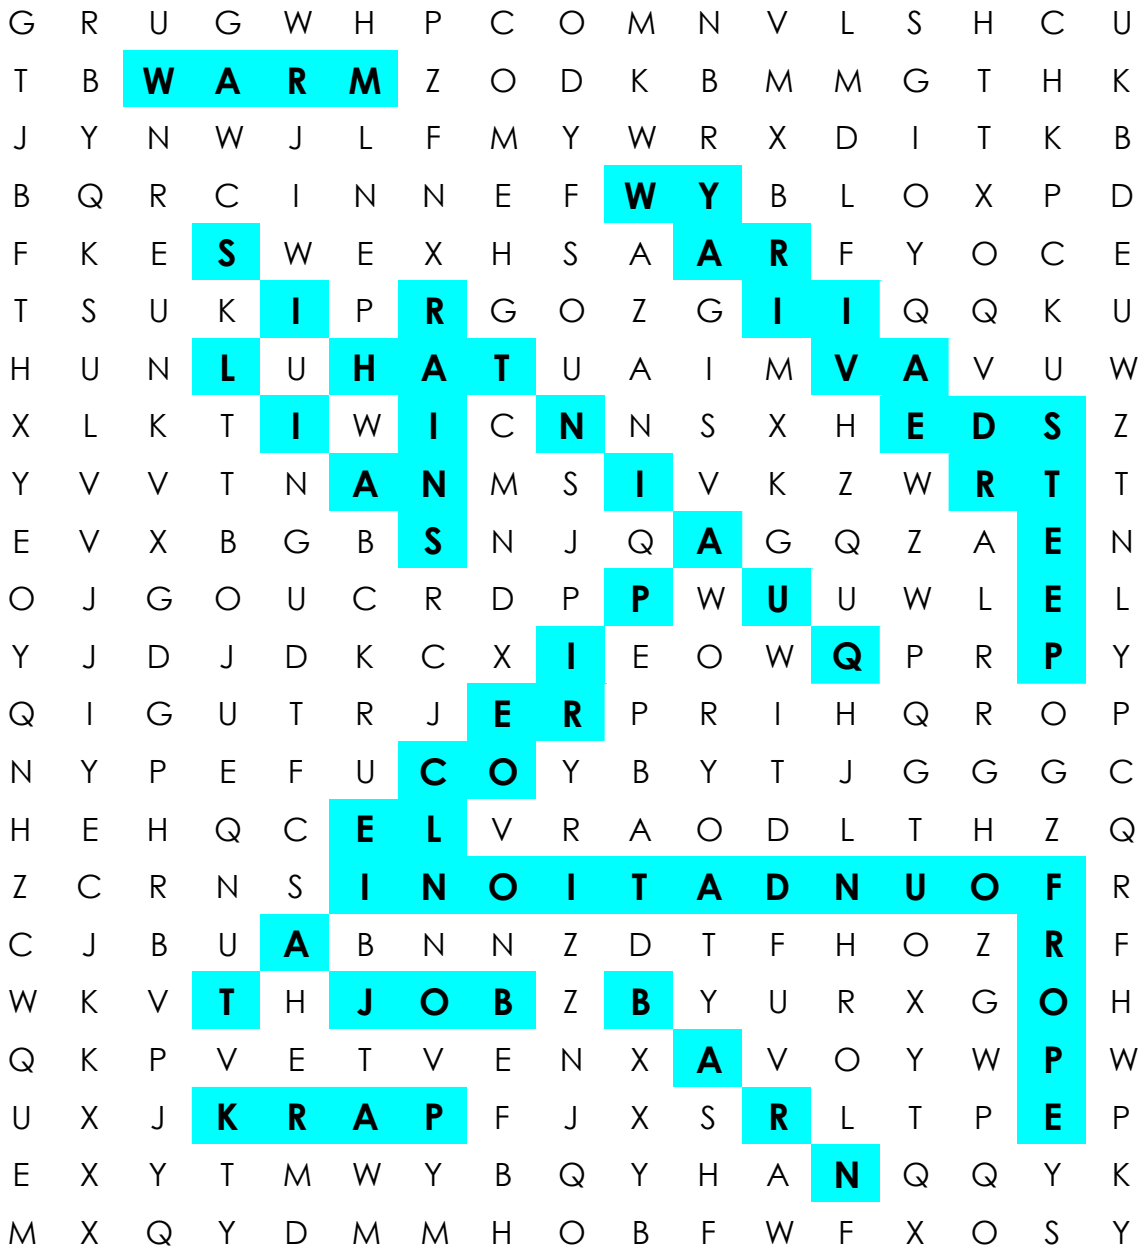 G R U G W H P C O M N V L S H C U
T B W A R M Z O D K B M M G T H K
J Y N W J L F M Y W R X D I T K B
B Q R C I N N E F W Y B L O X P D
F K E S W E X H S A A R F Y O C E
T S U K I P R G O Z G I I Q Q K U
H U N L U H A T U A I M V A V U W
X L K T I W I C N N S X H E D S Z
Y V V T N A N M S I V K Z W R T T
E V X B G B S N J Q A G Q Z A E N
O J G O U C R D P P W U U W L E L
Y J D J D K C X I E O W Q P R P Y
Q I G U T R J E R P R I H Q R O P
N Y P E F U C O Y B Y T J G G G C
H E H Q C E L V R A O D L T H Z Q
Z C R N S I N O I T A D N U O F R
C J B U A B N N Z D T F H O Z R F
W K V T H J O B Z B Y U R X G O H
Q K P V E T V E N X A V O Y W P W
U X J K R A P F J X S R L T P E P
E X Y T M W Y B Q Y H A N Q Q Y K
M X Q Y D M M H O B F W F X O S Y